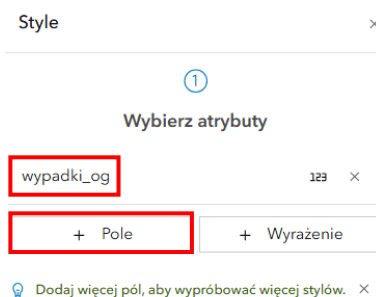 Style
1
Wybierz atrybuty
wypadki_og 123 ×
+ Pole + Wyrażenie
Dodaj więcej pól, aby wypróbować więcej stylów. ×